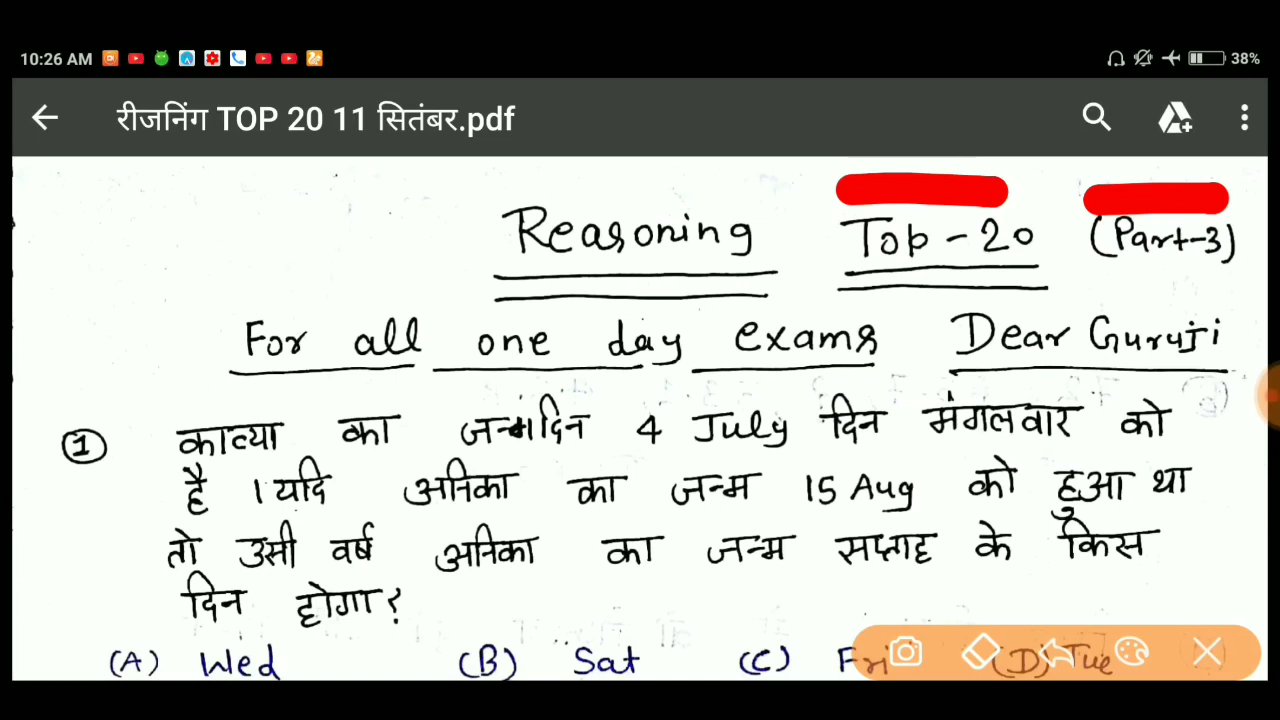 10:26 AM 38%
रीजनिंग TOP 20 11 सितंबर.pdf
Reasoning Top-20 (Part-3)
For all one day exams Dear Guruji
① काव्या का जन्मदिन 4 July दिन मंगलवार को
है । यदि अनिका का जन्म 15 Aug को हुआ था
तो उसी वर्ष अनिका का जन्म सप्ताह के किस
दिन होगा?
(A) Wed (B) Sat (C) Fri (D) Tue